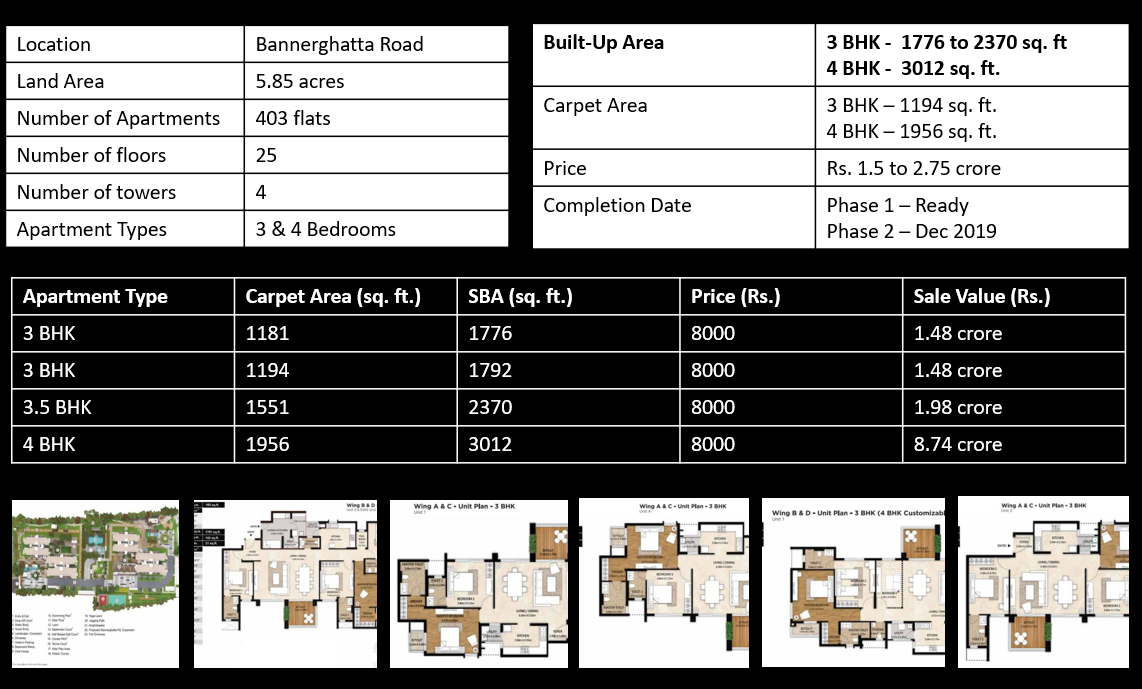 Location Bannerghatta Road
Land Area 5.85 acres
Number of Apartments 403 flats
Number of floors 25
Number of towers 4
Apartment Types 3 & 4 Bedrooms
Built-Up Area 3 BHK - 1776 to 2370 sq. ft
4 BHK - 3012 sq. ft.
Carpet Area 3 BHK – 1194 sq. ft.
4 BHK – 1956 sq. ft.
Price Rs. 1.5 to 2.75 crore
Completion Date Phase 1 – Ready
Phase 2 – Dec 2019
Apartment Type Carpet Area (sq. ft.) SBA (sq. ft.) Price (Rs.) Sale Value (Rs.)
3 BHK 1181 1776 8000 1.48 crore
3 BHK 1194 1792 8000 1.48 crore
3.5 BHK 1551 2370 8000 1.98 crore
4 BHK 1956 3012 8000 8.74 crore
Wing B & D
Wing A & C - Unit Plan - 3 BHK
Unit 1
Wing A & C - Unit Plan - 3 BHK
Unit 4
Wing B & D - Unit Plan - 3 BHK (4 BHK Customizabl
Unit 1
Wing A & C - Unit Plan - 3 BHK